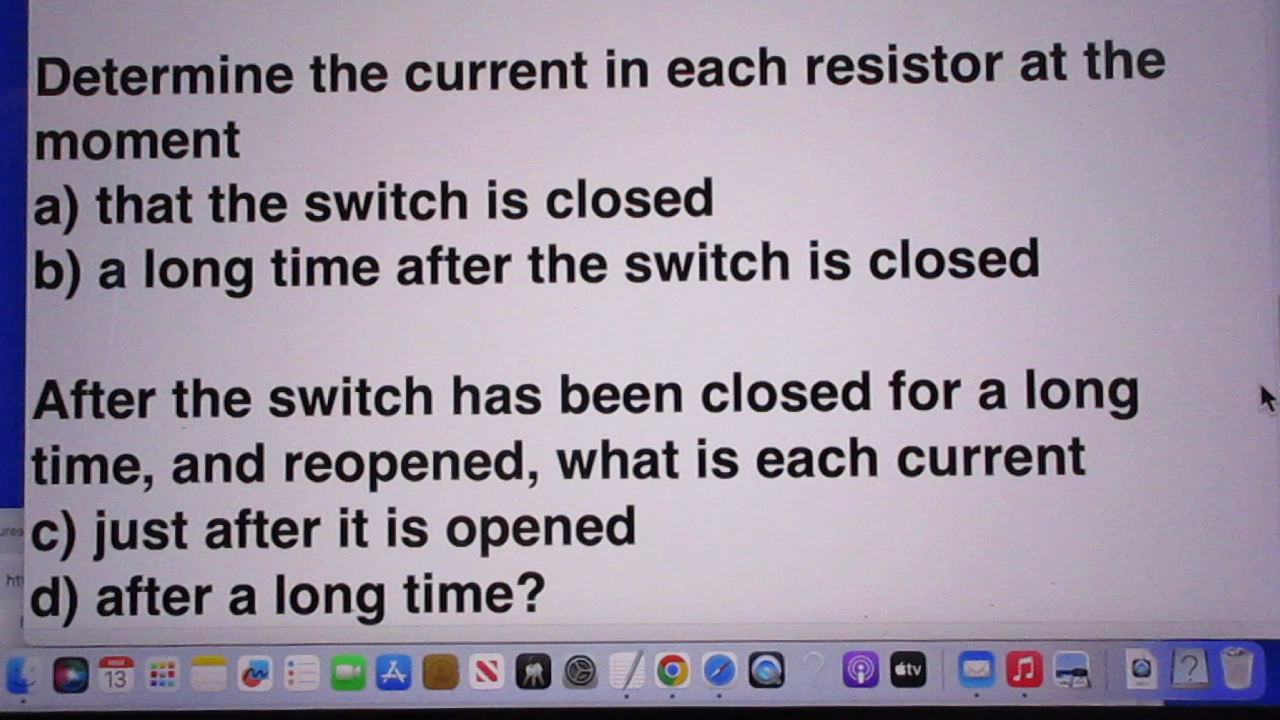 Determine the current in each resistor at the
moment
a) that the switch is closed
b) a long time after the switch is closed
After the switch has been closed for a long
time, and reopened, what is each current
c) just after it is opened
d) after a long time?
13
tv